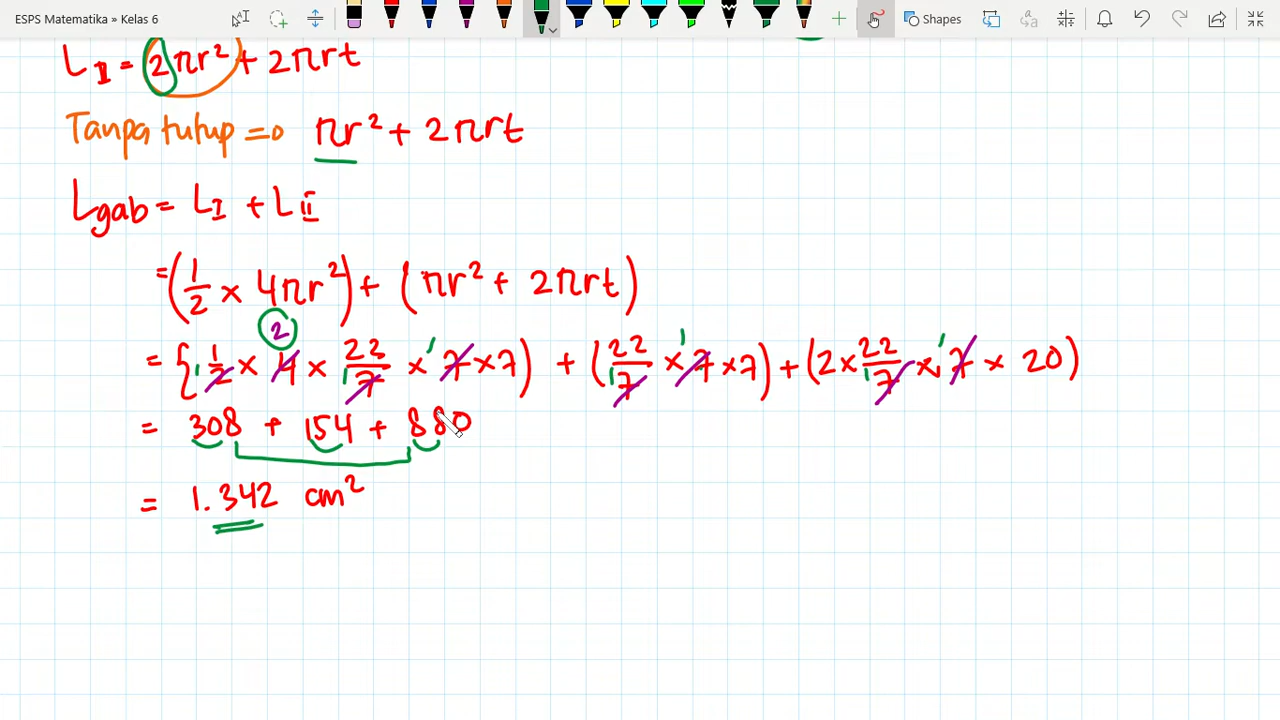 ESPS Matematika » Kelas 6
Shapes
L_II = 2πr² + 2πrt
Tanpa tutup => πr² + 2πrt
Lgab = L_I + L_II
= (1/2 × 4πr²) + (πr² + 2πrt)
2
= {1/2 × 4 × 22/7 × 7 × 7) + (22/7 × 7 × 7) + (2 × 22/7 × 7 × 20)
= 308 + 154 + 880
= 1.342 cm²